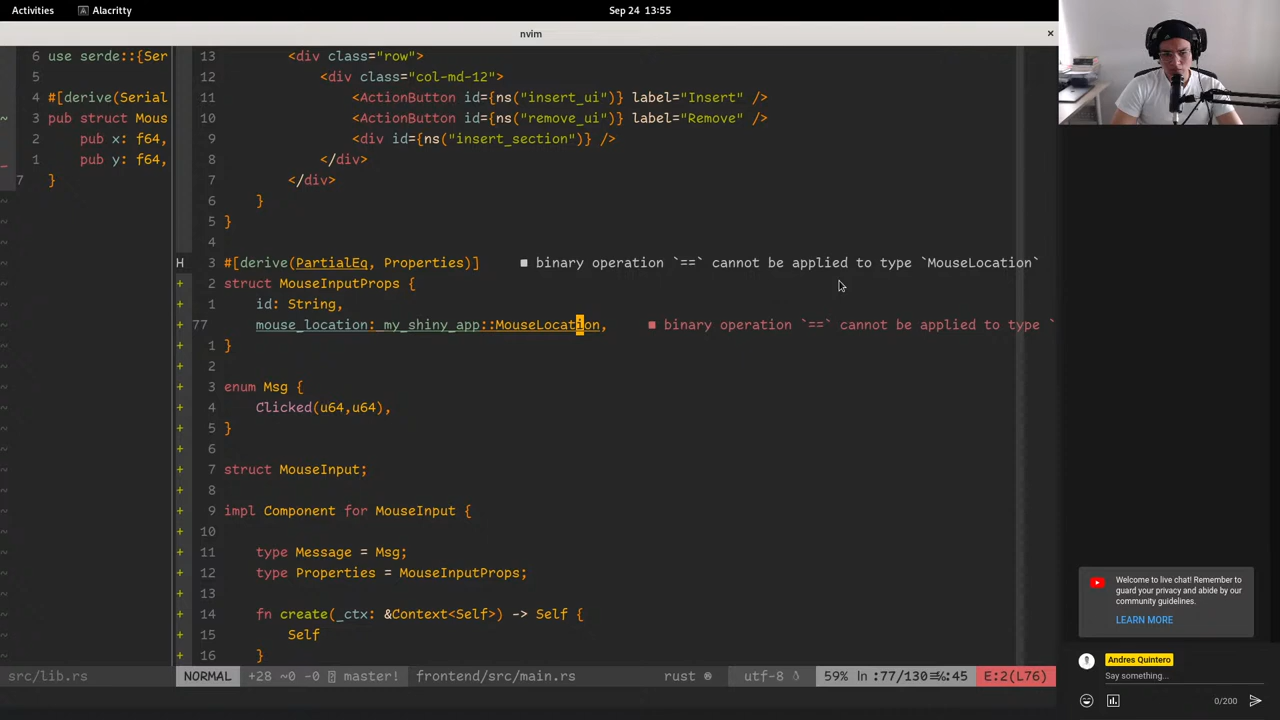 Activities
Alacritty
Sep 24 13:55
nvim
6 use serde::{Ser
5
4 #[derive(Serial
3 pub struct Mous
2 pub x: f64,
1 pub y: f64,
7 }
13 <div class="row">
12 <div class="col-md-12">
11 <ActionButton id={ns("insert_ui")} label="Insert" />
10 <ActionButton id={ns("remove_ui")} label="Remove" />
9 <div id={ns("insert_section")} />
8 </div>
7 </div>
6 }
5 }
4
H 3 #[derive(PartialEq, Properties)] ■ binary operation `==` cannot be applied to type `MouseLocation`
+ 2 struct MouseInputProps {
+ 1 id: String,
+ 77 mouse_location: my_shiny_app::MouseLocation, ■ binary operation `==` cannot be applied to type `
+ 1 }
+ 2
+ 3 enum Msg {
+ 4 Clicked(u64,u64),
+ 5 }
+ 6
+ 7 struct MouseInput;
+ 8
+ 9 impl Component for MouseInput {
+ 10
+ 11 type Message = Msg;
+ 12 type Properties = MouseInputProps;
+ 13
+ 14 fn create(_ctx: &Context<Self>) -> Self {
+ 15 Self
+ 16 }
src/lib.rs
NORMAL +28 ~0 -0 master! frontend/src/main.rs rust utf-8 59% ln :77/130 :45 E:2(L76)
Welcome to live chat! Remember to
guard your privacy and abide by our
community guidelines.
LEARN MORE
Andres Quintero
Say something...
0/200